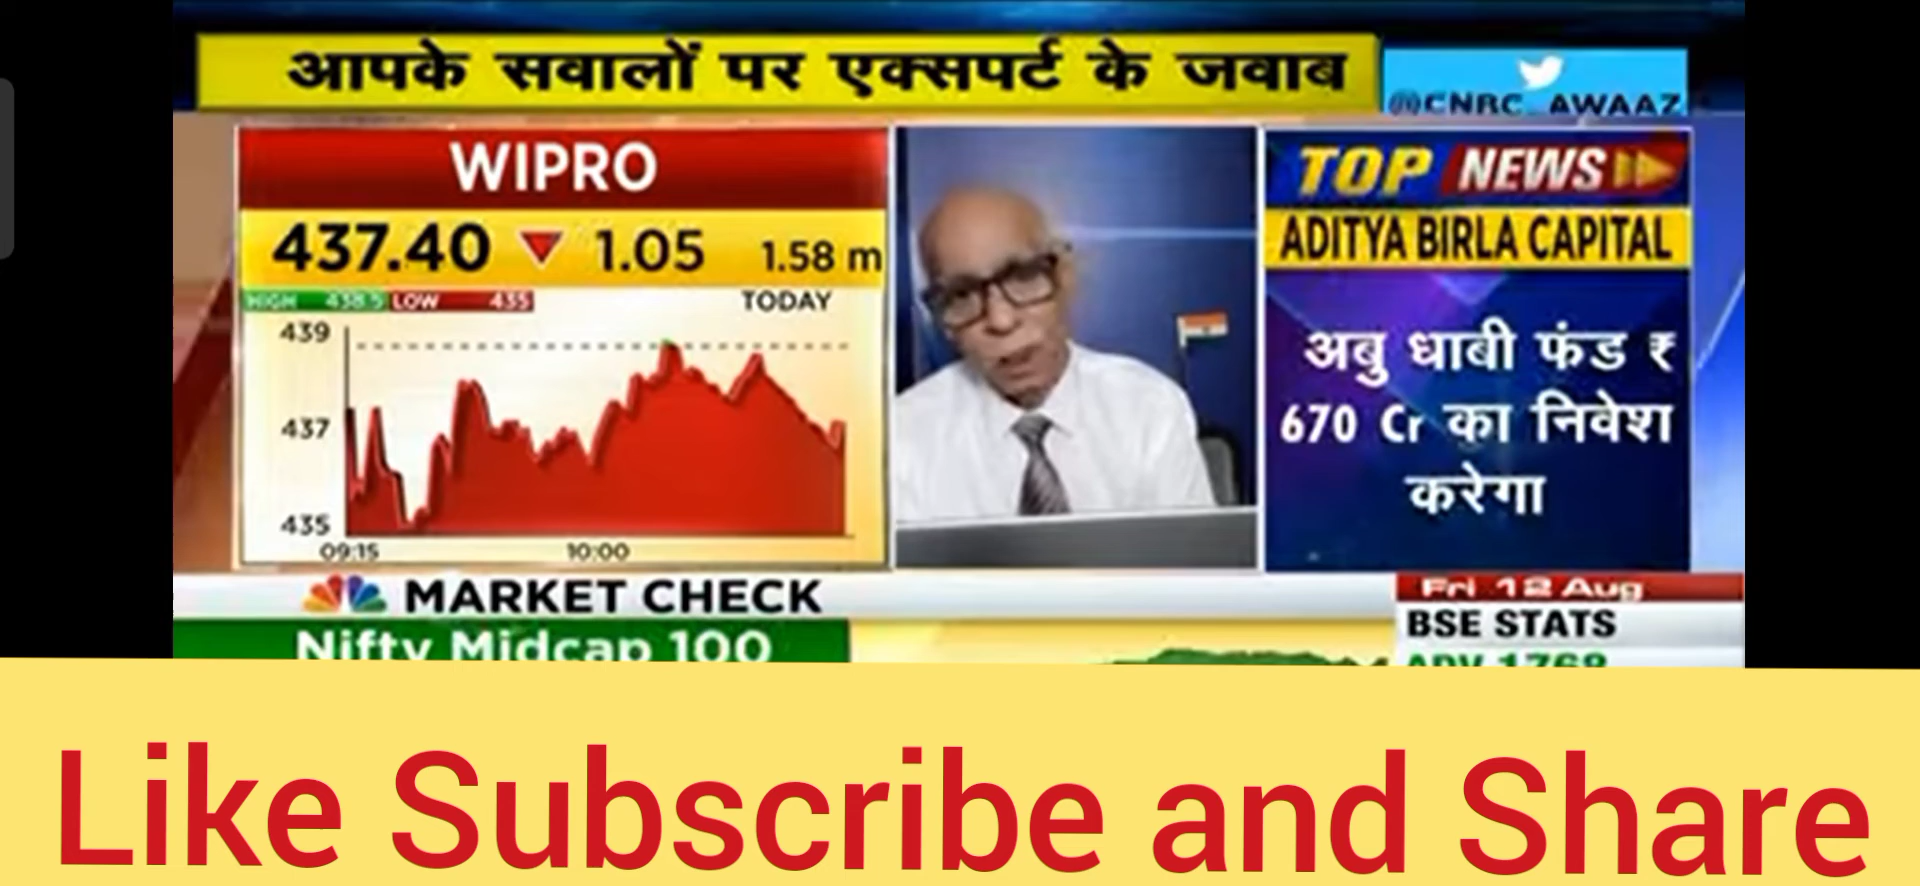 आपके सवालों पर एक्सपर्ट के जवाब
@CNBC_AWAAZ
WIPRO
437.40 ▼ 1.05 1.58 m
HIGH 438.5 LOW 435
TODAY
439
437
435
09:15 10:00
TOP NEWS
ADITYA BIRLA CAPITAL
अबु धाबी फंड ₹
670 Cr का निवेश
करेगा
MARKET CHECK
Nifty Midcap 100
Fri 12 Aug
BSE STATS
ADV 1768
Like Subscribe and Share